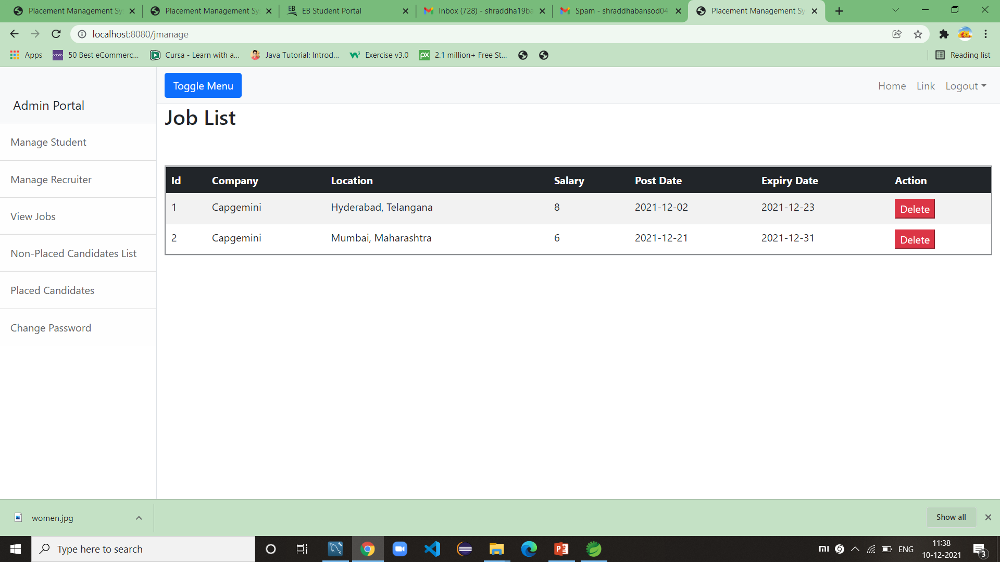 Placement Management Sy
Placement Management Sy
EB Student Portal
Inbox (728) - shraddha19ba
Spam - shraddhabansod04
Placement Management Sy
localhost:8080/jmanage
Apps
50 Best eCommerc...
Cursa - Learn with a...
Java Tutorial: Introd...
Exercise v3.0
2.1 million+ Free St...
Reading list
Toggle Menu
Home Link Logout
Admin Portal
Manage Student
Manage Recruiter
View Jobs
Non-Placed Candidates List
Placed Candidates
Change Password
Job List
Id Company Location Salary Post Date Expiry Date Action
1 Capgemini Hyderabad, Telangana 8 2021-12-02 2021-12-23 Delete
2 Capgemini Mumbai, Maharashtra 6 2021-12-21 2021-12-31 Delete
women.jpg
Show all
Type here to search
ENG
11:38
10-12-2021
3